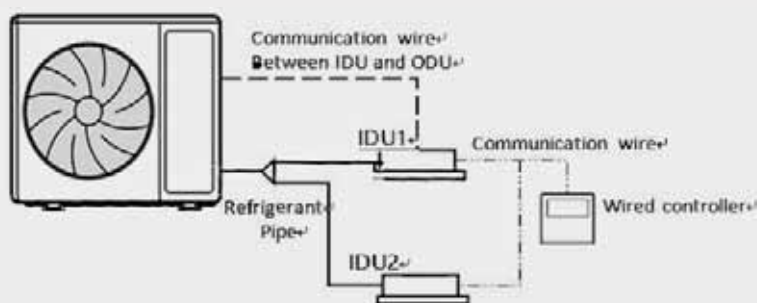 Communication wire↵
Between IDU and ODU↵
IDU1↵
Communication wire↵
Refrigerant↵
Pipe↵
Wired controller↵
IDU2↵